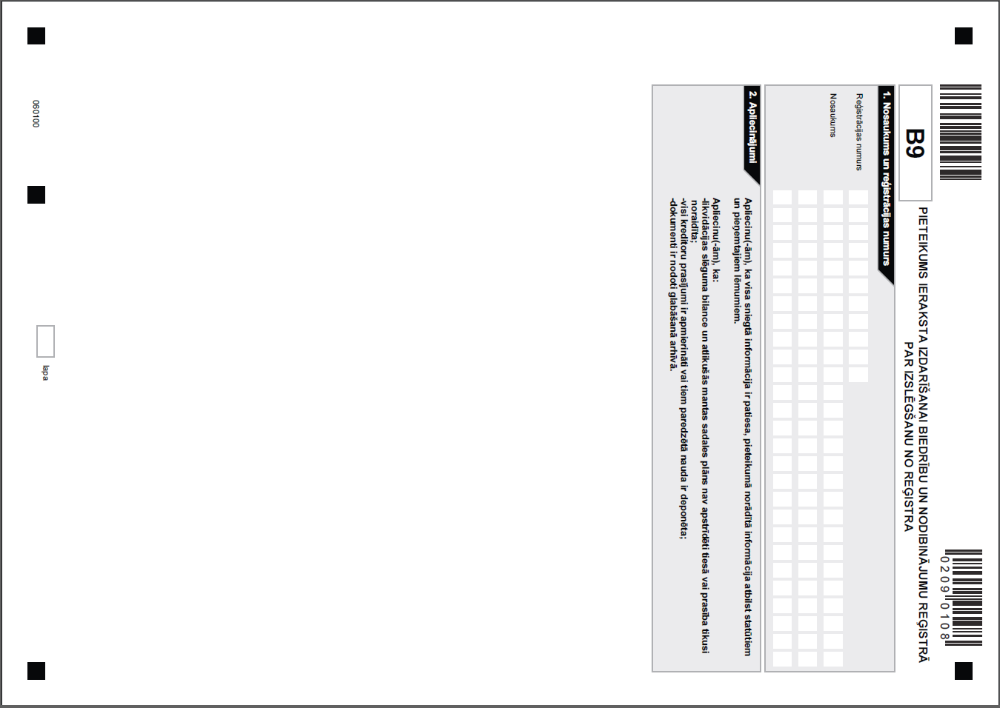 0209 0108
B9
PIETEIKUMS IERAKSTA IZDARĪŠANAI BIEDRĪBU UN NODIBINĀJUMU REĢISTRĀ
PAR IZSLĒGŠANU NO REĢISTRA
1. Nosaukums un reģistrācijas numurs
Reģistrācijas numurs
Nosaukums
2. Apliecinājumi
Apliecinu(-ām), ka visa sniegtā informācija ir patiesa, pieteikumā norādītā informācija atbilst statūtiem
un pieņemtajiem lēmumiem.
Apliecinu(-ām), ka:
-likvidācijas slēguma bilance un atlikušās mantas sadales plāns nav apstrīdēti tiesā vai prasība tikusi
noraidīta;
-visi kreditoru prasījumi ir apmierināti vai tiem paredzētā nauda ir deponēta;
-dokumenti ir nodoti glabāšanā arhīvā.
060100
lapa